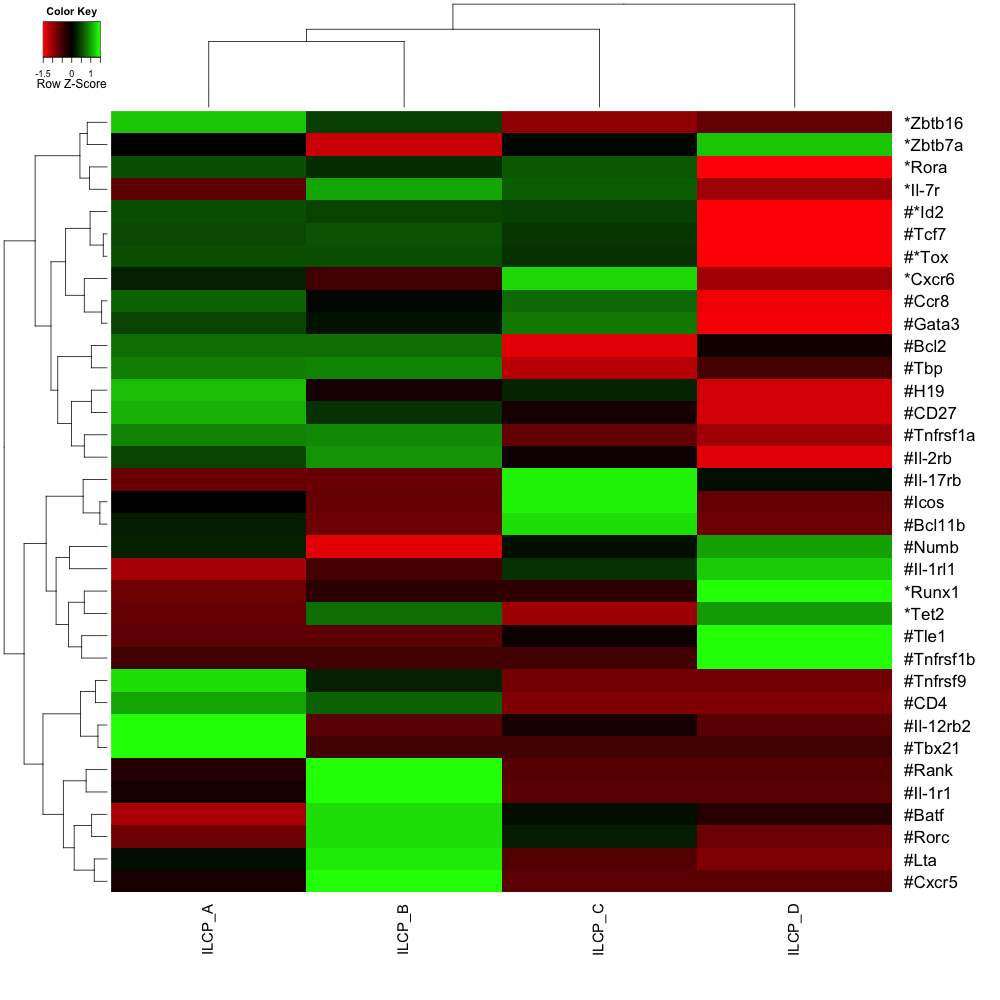 Color Key
-1.5 0 1
Row Z-Score
*Zbtb16
*Zbtb7a
*Rora
*Il-7r
#*Id2
#Tcf7
#*Tox
*Cxcr6
#Ccr8
#Gata3
#Bcl2
#Tbp
#H19
#CD27
#Tnfrsf1a
#Il-2rb
#Il-17rb
#Icos
#Bcl11b
#Numb
#Il-1rl1
*Runx1
*Tet2
#Tle1
#Tnfrsf1b
#Tnfrsf9
#CD4
#Il-12rb2
#Tbx21
#Rank
#Il-1r1
#Batf
#Rorc
#Lta
#Cxcr5
ILCP_A
ILCP_B
ILCP_C
ILCP_D